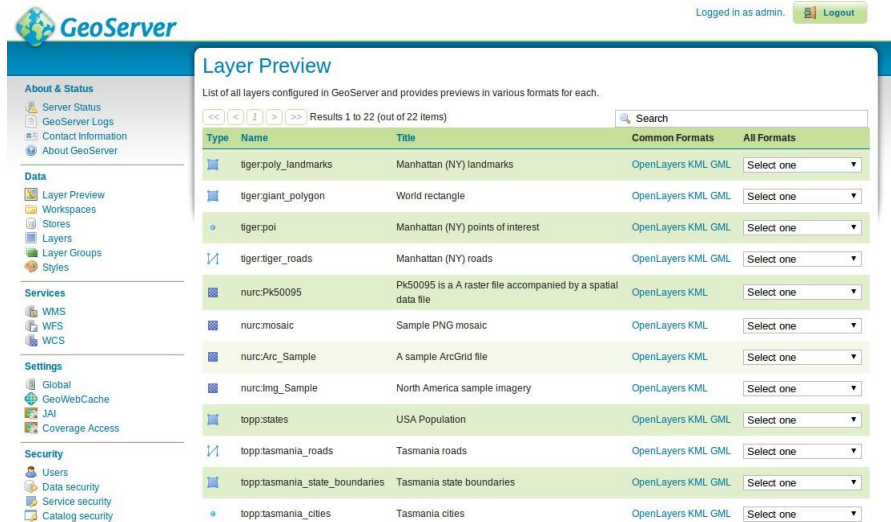 GeoServer
Logged in as admin. Logout
About & Status
Server Status
GeoServer Logs
Contact Information
About GeoServer
Data
Layer Preview
Workspaces
Stores
Layers
Layer Groups
Styles
Services
WMS
WFS
WCS
Settings
Global
GeoWebCache
JAI
Coverage Access
Security
Users
Data security
Service security
Catalog security
Layer Preview
List of all layers configured in GeoServer and provides previews in various formats for each.
<< < 1 > >> Results 1 to 22 (out of 22 items) Search
Type Name Title Common Formats All Formats
tiger:poly_landmarks Manhattan (NY) landmarks OpenLayers KML GML Select one
tiger:giant_polygon World rectangle OpenLayers KML GML Select one
tiger:poi Manhattan (NY) points of interest OpenLayers KML GML Select one
tiger:tiger_roads Manhattan (NY) roads OpenLayers KML GML Select one
nurc:Pk50095 Pk50095 is a A raster file accompanied by a spatial data file OpenLayers KML Select one
nurc:mosaic Sample PNG mosaic OpenLayers KML Select one
nurc:Arc_Sample A sample ArcGrid file OpenLayers KML Select one
nurc:Img_Sample North America sample imagery OpenLayers KML Select one
topp:states USA Population OpenLayers KML GML Select one
topp:tasmania_roads Tasmania roads OpenLayers KML GML Select one
topp:tasmania_state_boundaries Tasmania state boundaries OpenLayers KML GML Select one
topp:tasmania_cities Tasmania cities OpenLayers KML GML Select one